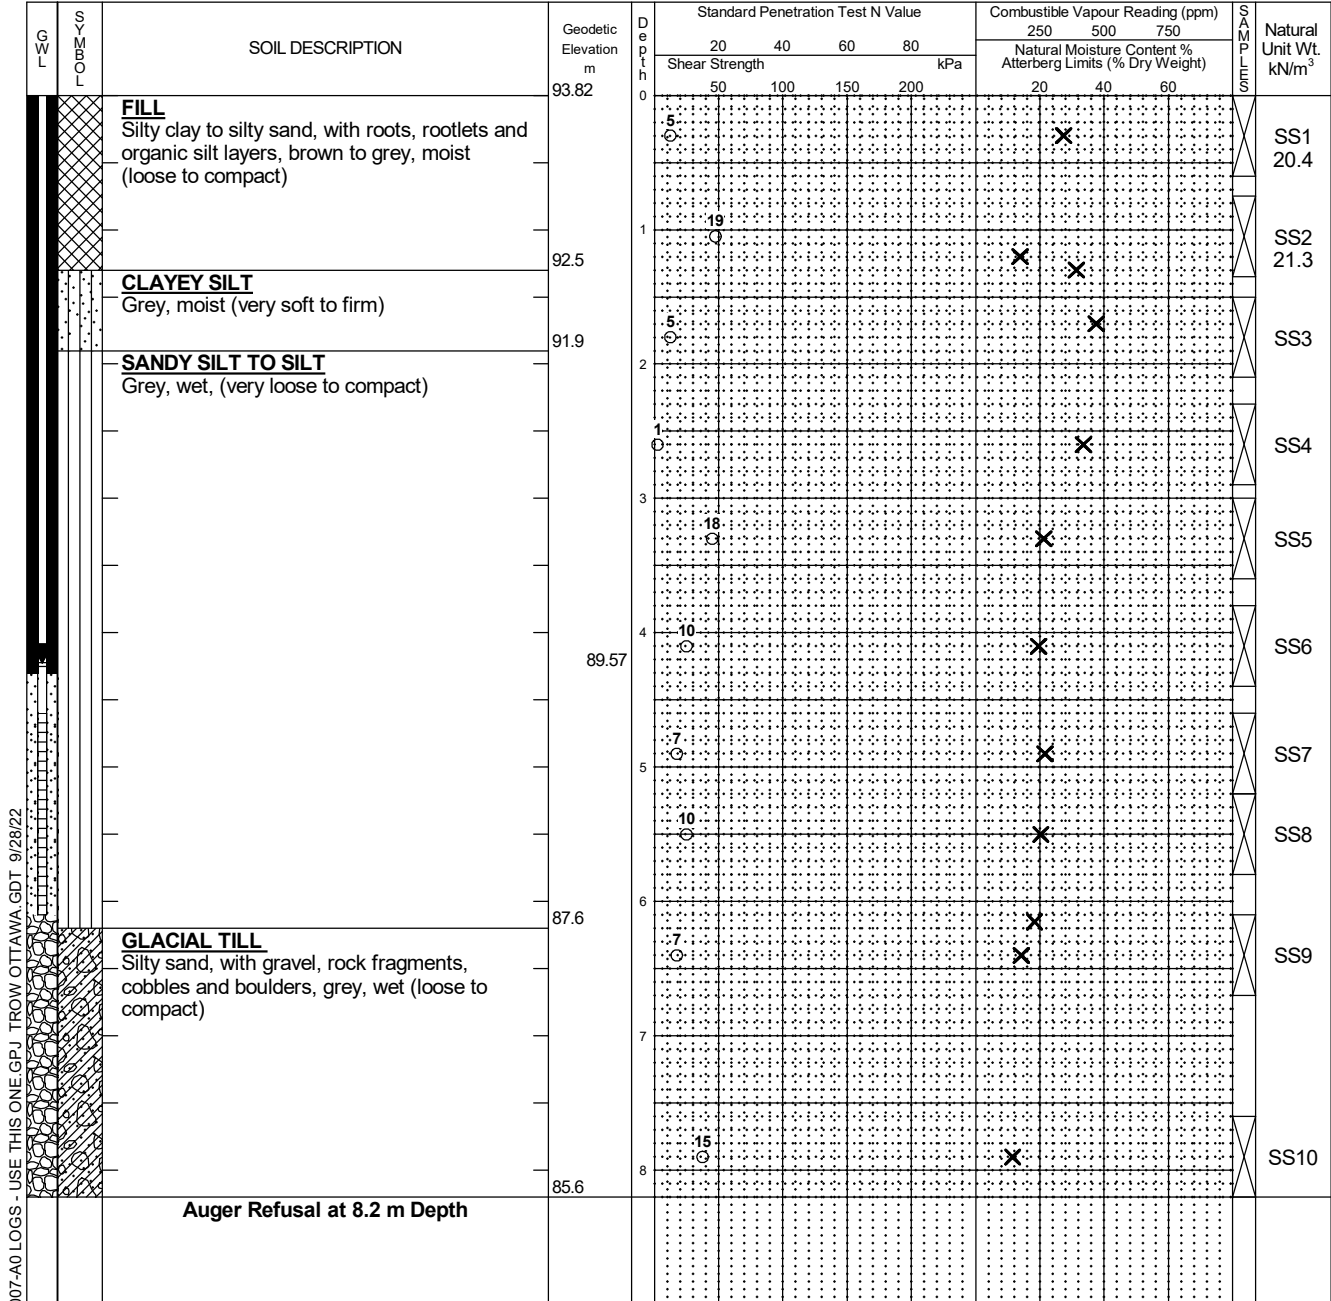 GWL
SYMBOL
SOIL DESCRIPTION
Geodetic
Elevation
m
93.82
Depth
0
Standard Penetration Test N Value
20 40 60 80
Shear Strength kPa
50 100 150 200
Combustible Vapour Reading (ppm)
250 500 750
Natural Moisture Content %
Atterberg Limits (% Dry Weight)
20 40 60
SAMPLES
Natural
Unit Wt.
kN/m³
FILL
Silty clay to silty sand, with roots, rootlets and
organic silt layers, brown to grey, moist
(loose to compact)
5
SS1
20.4
19
1
SS2
21.3
92.5
CLAYEY SILT
Grey, moist (very soft to firm)
5
SS3
91.9
SANDY SILT TO SILT
Grey, wet, (very loose to compact)
2
1
SS4
3
18
SS5
4
10
SS6
89.57
7
SS7
5
10
SS8
6
87.6
GLACIAL TILL
Silty sand, with gravel, rock fragments,
cobbles and boulders, grey, wet (loose to
compact)
7
SS9
7
15
SS10
8
85.6
Auger Refusal at 8.2 m Depth
007-A0 LOGS - USE THIS ONE.GPJ TROW OTTAWA.GDT 9/28/22